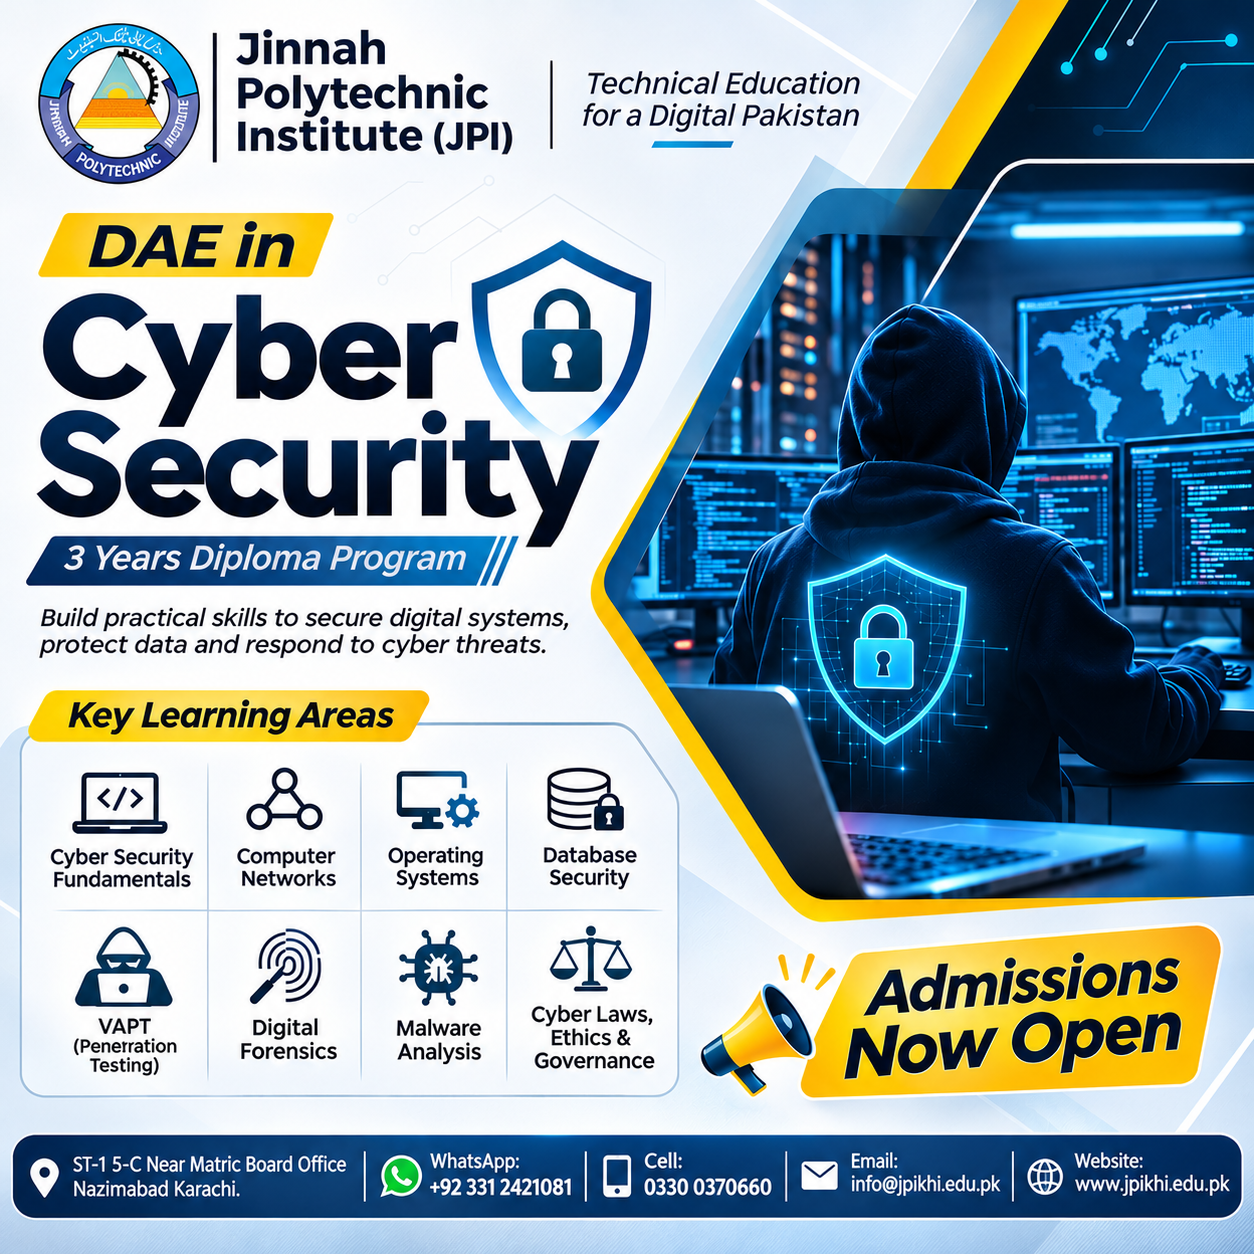 JINNAH POLYTECHNIC INSTITUTE
Jinnah
Polytechnic
Institute (JPI)
Technical Education
for a Digital Pakistan
DAE in
Cyber
Security
3 Years Diploma Program
Build practical skills to secure digital systems,
protect data and respond to cyber threats.
Key Learning Areas
Cyber Security
Fundamentals
Computer
Networks
Operating
Systems
Database
Security
VAPT
(Penerration
Testing)
Digital
Forensics
Malware
Analysis
Cyber Laws,
Ethics &
Governance
Admissions
Now Open
ST-1 5-C Near Matric Board Office
Nazimabad Karachi.
WhatsApp:
+92 331 2421081
Cell:
0330 0370660
Email:
info@jpikhi.edu.pk
Website:
www.jpikhi.edu.pk